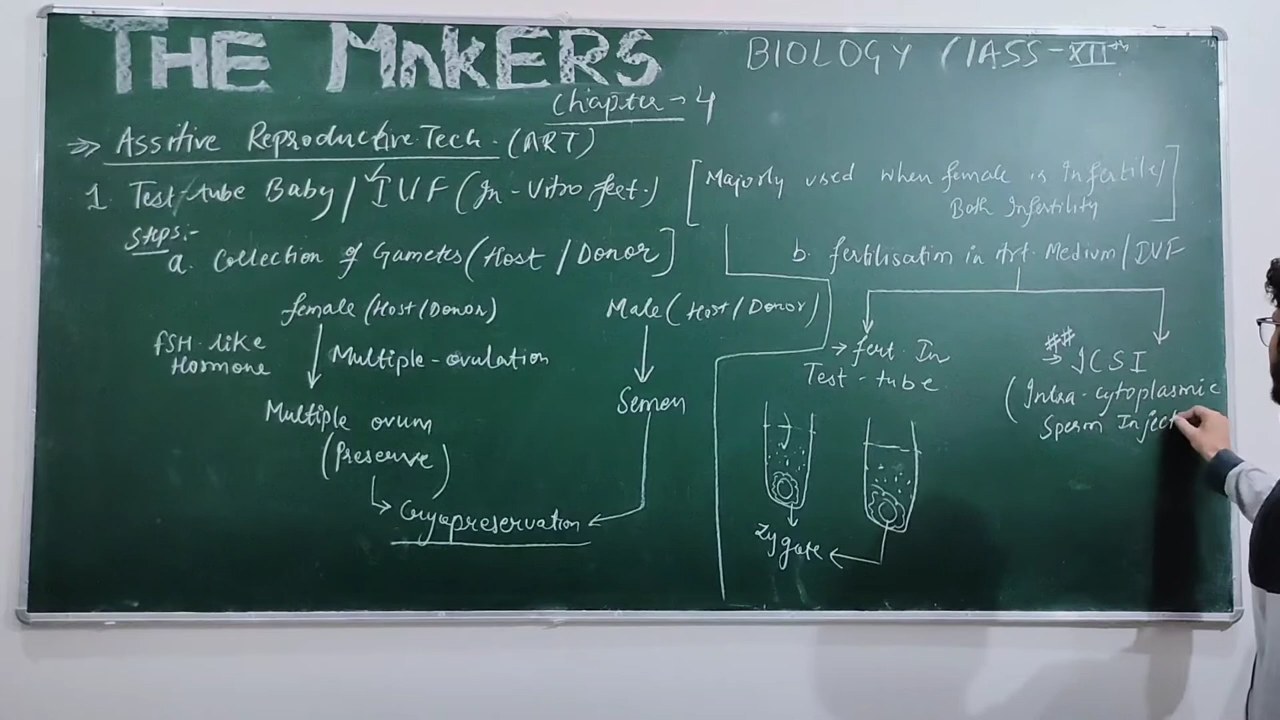 THE MAKERS
BIOLOGY CLASS-XII th
Chapter → 4
Assitive Reproductive Tech. (ART)
1. Test-tube Baby / IVF (In-Vitro fert.)
[Majorly used when female is infertile/
Both Infertility]
Steps:-
a. Collection of Gametes (Host / Donor]
female (Host/Donor)
FSH like
Hormone
Multiple-ovulation
Multiple ovum
(Preserve)
Male (Host / Donor)
Semen
Cryopreservation
b. fertilisation in Art. Medium / IVF
→ fert. In
Test-tube
Zygote
## → ICSI
(Intra-cytoplasmic
Sperm Inject